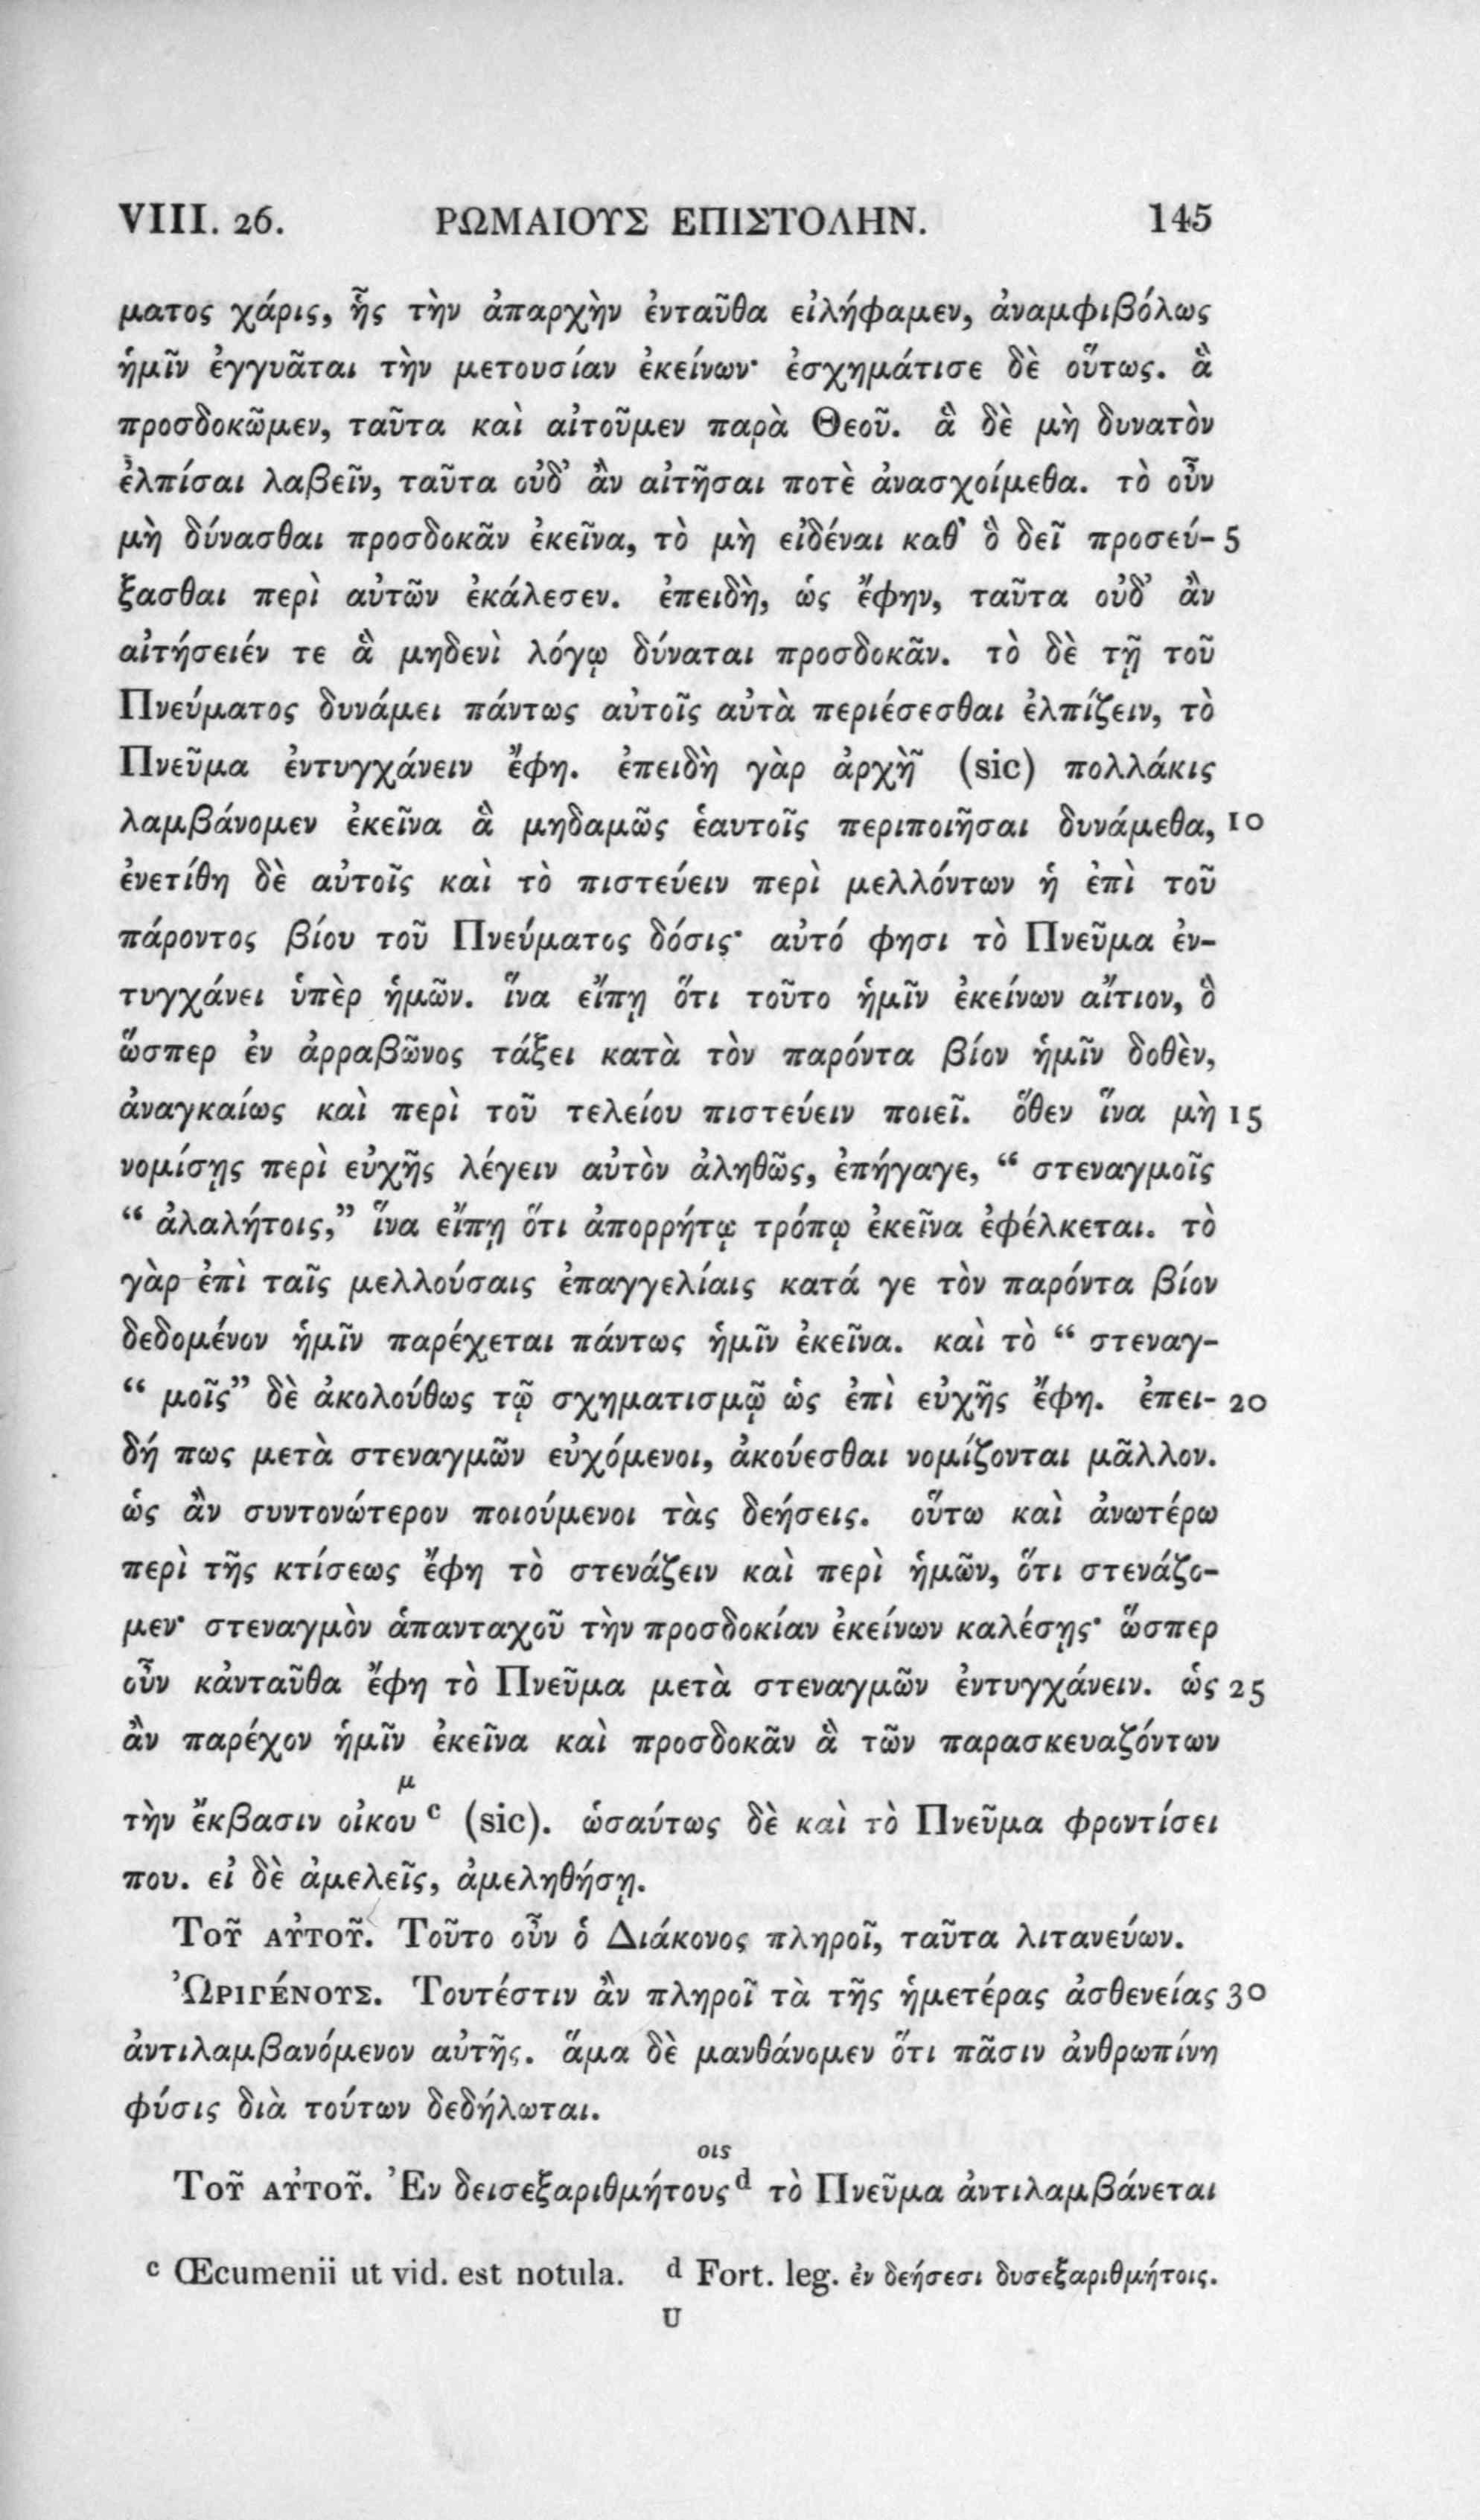 VIII. 26. ΡΩΜΑΙΟΥΣ ΕΠΙΣΤΟΛΗΝ. 145
ματος χάρις, ἧς τὴν ἀπαρχὴν ἐνταῦθα εἰλήφαμεν, ἀναμφιβόλως
ἡμῖν ἐγγυᾶται τὴν μετουσίαν ἐκείνων· ἐσχημάτισε δὲ οὕτως. ἃ
προσδοκῶμεν, ταῦτα καὶ αἰτοῦμεν παρὰ Θεοῦ. ἃ δὲ μὴ δυνατὸν
ἐλπίσαι λαβεῖν, ταῦτα οὐδ’ ἂν αἰτῆσαι ποτὲ ἀνασχοίμεθα. τὸ οὖν
μὴ δύνασθαι προσδοκᾶν ἐκεῖνα, τὸ μὴ εἰδέναι καθ’ ὃ δεῖ προσεύ- 5
ξασθαι περὶ αὐτῶν ἐκάλεσεν. ἐπειδὴ, ὡς ἔφην, ταῦτα οὐδ’ ἂν
αἰτήσειέν τε ἃ μηδενὶ λόγῳ δύναται προσδοκᾶν. τὸ δὲ τῇ τοῦ
Πνεύματος δυνάμει πάντως αὐτοῖς αὐτὰ περιέσεσθαι ἐλπίζειν, τὸ
Πνεῦμα ἐντυγχάνειν ἔφη. ἐπειδὴ γὰρ ἀρχὴ῀ (sic) πολλάκις
λαμβάνομεν ἐκεῖνα ἃ μηδαμῶς ἑαυτοῖς περιποιῆσαι δυνάμεθα, 10
ἐνετίθη δὲ αὐτοῖς καὶ τὸ πιστεύειν περὶ μελλόντων ἡ ἐπὶ τοῦ
πάροντος βίου τοῦ Πνεύματος δόσις· αὐτό φησι τὸ Πνεῦμα ἐν-
τυγχάνει ὑπὲρ ἡμῶν. ἵνα εἴπῃ ὅτι τοῦτο ἡμῖν ἐκείνων αἴτιον, ὃ
ὥσπερ ἐν ἀρραβῶνος τάξει κατὰ τὸν παρόντα βίον ἡμῖν δοθὲν,
ἀναγκαίως καὶ περὶ τοῦ τελείου πιστεύειν ποιεῖ. ὅθεν ἵνα μὴ 15
νομίσῃς περὶ εὐχῆς λέγειν αὐτὸν ἀληθῶς, ἐπήγαγε, “ στεναγμοῖς
“ ἀλαλήτοις,” ἵνα εἴπῃ ὅτι ἀπορρήτῳ τρόπῳ ἐκεῖνα ἐφέλκεται. τὸ
γὰρ ἐπὶ ταῖς μελλούσαις ἐπαγγελίαις κατά γε τὸν παρόντα βίον
δεδομένον ἡμῖν παρέχεται πάντως ἡμῖν ἐκεῖνα. καὶ τὸ “ στεναγ-
“ μοῖς” δὲ ἀκολούθως τῷ σχηματισμῷ ὡς ἐπὶ εὐχῆς ἔφη. ἐπει- 20
δή πως μετὰ στεναγμῶν εὐχόμενοι, ἀκούεσθαι νομίζονται μᾶλλον.
ὡς ἂν συντονώτερον ποιούμενοι τὰς δεήσεις. οὕτω καὶ ἀνωτέρω
περὶ τῆς κτίσεως ἔφη τὸ στενάζειν καὶ περὶ ἡμῶν, ὅτι στενάζο-
μεν· στεναγμὸν ἁπανταχοῦ τὴν προσδοκίαν ἐκείνων καλέσῃς· ὥσπερ
οὖν κἀνταῦθα ἔφη τὸ Πνεῦμα μετὰ στεναγμῶν ἐντυγχάνειν. ὡς 25
ἂν παρέχον ἡμῖν ἐκεῖνα καὶ προσδοκᾶν ἃ τῶν παρασκευαζόντων
μ
τὴν ἔκβασιν οἰκου c (sic). ὡσαύτως δὲ καὶ τὸ Πνεῦμα φροντίσει
που. εἰ δὲ ἀμελεῖς, ἀμεληθήσῃ.
ΤΟῦ ΑὐΤΟῦ. Τοῦτο οὖν ὁ Διάκονος πληροῖ, ταῦτα λιτανεύων.
ὨΡΙΓΈΝΟΥΣ. Τουτέστιν ἂν πληροῖ τὰ τῆς ἡμετέρας ἀσθενείας 30
ἀντιλαμβανόμενον αὐτῆς. ἅμα δὲ μανθάνομεν ὅτι πᾶσιν ἀνθρωπίνη
φύσις διὰ τούτων δεδήλωται.
οις
ΤΟῦ ΑὐΤΟῦ. Ἐν δεισεξαριθμήτους d τὸ Πνεῦμα ἀντιλαμβάνεται
c Œcumenii ut vid. est notula. d Fort. leg. ἐν δεήσεσι δυσεξαριθμήτοις.
U